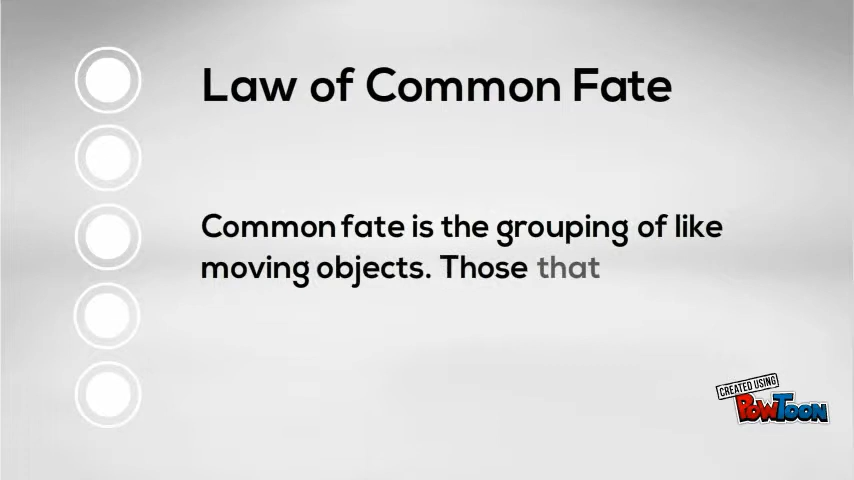 Law of Common Fate
Common fate is the grouping of like
moving objects. Those that
CREATED USING
PowToon